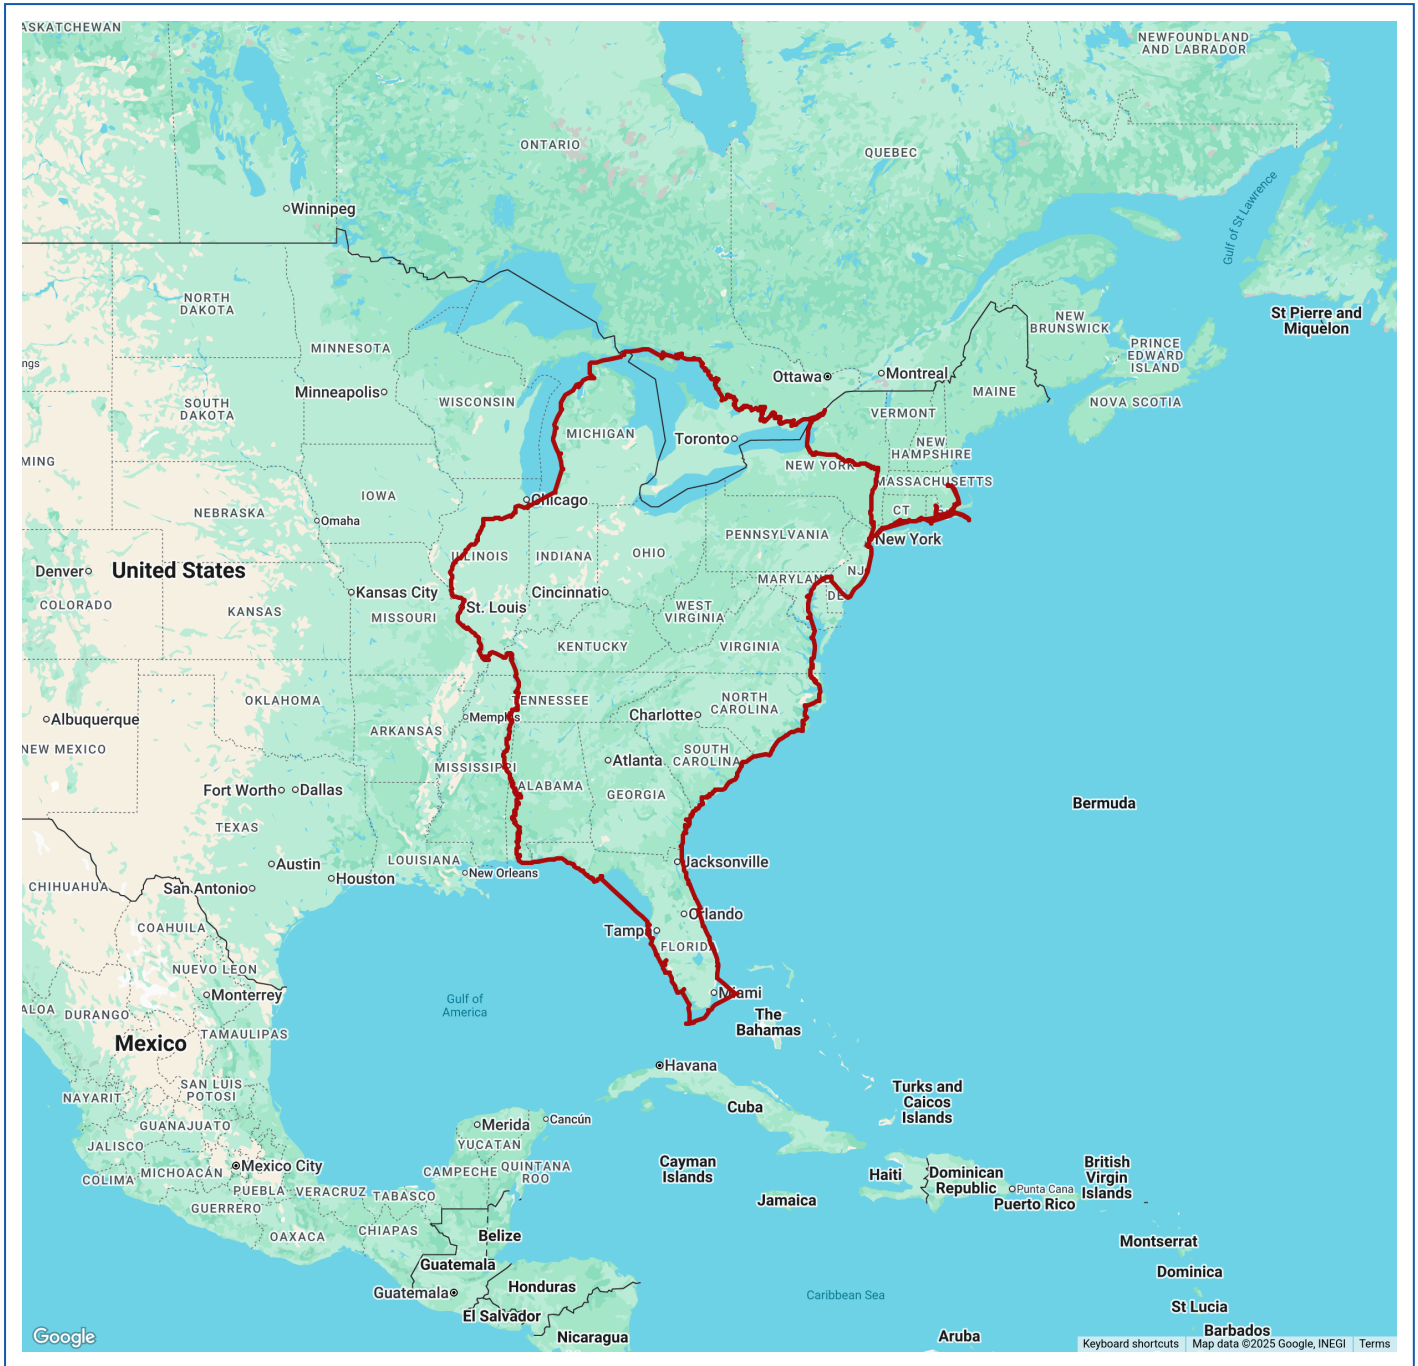 ASKATCHEWAN
NEWFOUNDLAND
AND LABRADOR
ONTARIO
QUEBEC
Gulf of St Lawrence
Winnipeg
NORTH
DAKOTA
St Pierre and
Miquelon
NEW
BRUNSWICK
MINNESOTA
PRINCE
EDWARD
ISLAND
ngs
Ottawa
Montreal
Minneapolis
MAINE
WISCONSIN
NOVA SCOTIA
SOUTH
DAKOTA
VERMONT
MICHIGAN
Toronto
NEW
HAMPSHIRE
MING
NEW YORK
MASSACHUSETTS
IOWA
Chicago
NEBRASKA
CT
Omaha
PENNSYLVANIA
New York
ILLINOIS
INDIANA
OHIO
Denver
United States
NJ
MARYLAND
DE
Kansas City
Cincinnati
COLORADO
KANSAS
St. Louis
WEST
VIRGINIA
MISSOURI
KENTUCKY
VIRGINIA
OKLAHOMA
TENNESSEE
NORTH
CAROLINA
Albuquerque
Memphis
Charlotte
ARKANSAS
NEW MEXICO
SOUTH
CAROLINA
Atlanta
MISSISSIPPI
ALABAMA
GEORGIA
Fort Worth
Dallas
Bermuda
TEXAS
Austin
LOUISIANA
Jacksonville
New Orleans
Houston
CHIHUAHUA
San Antonio
COAHUILA
Orlando
Tampa
FLORIDA
NUEVO LEON
Monterrey
Miami
Gulf of
America
ALOA
DURANGO
The
Bahamas
TAMAULIPAS
Mexico
Havana
SAN LUIS
POTOSI
NAYARIT
Turks and
Caicos
Islands
Cuba
GUANAJUATO
Merida
Cancún
JALISCO
YUCATAN
Mexico City
MICHOACÁN
COLIMA
CAMPECHE
QUINTANA
ROO
Cayman
Islands
Haiti
Dominican
Republic
British
Virgin
Islands
PUEBLA
VERACRUZ
TABASCO
Punta Cana
Puerto Rico
Jamaica
GUERRERO
OAXACA
CHIAPAS
Belize
Montserrat
Guatemala
Dominica
Guatemala
Honduras
Caribbean Sea
El Salvador
St Lucia
Nicaragua
Aruba
Barbados
Google
Keyboard shortcuts
Map data ©2025 Google, INEGI
Terms